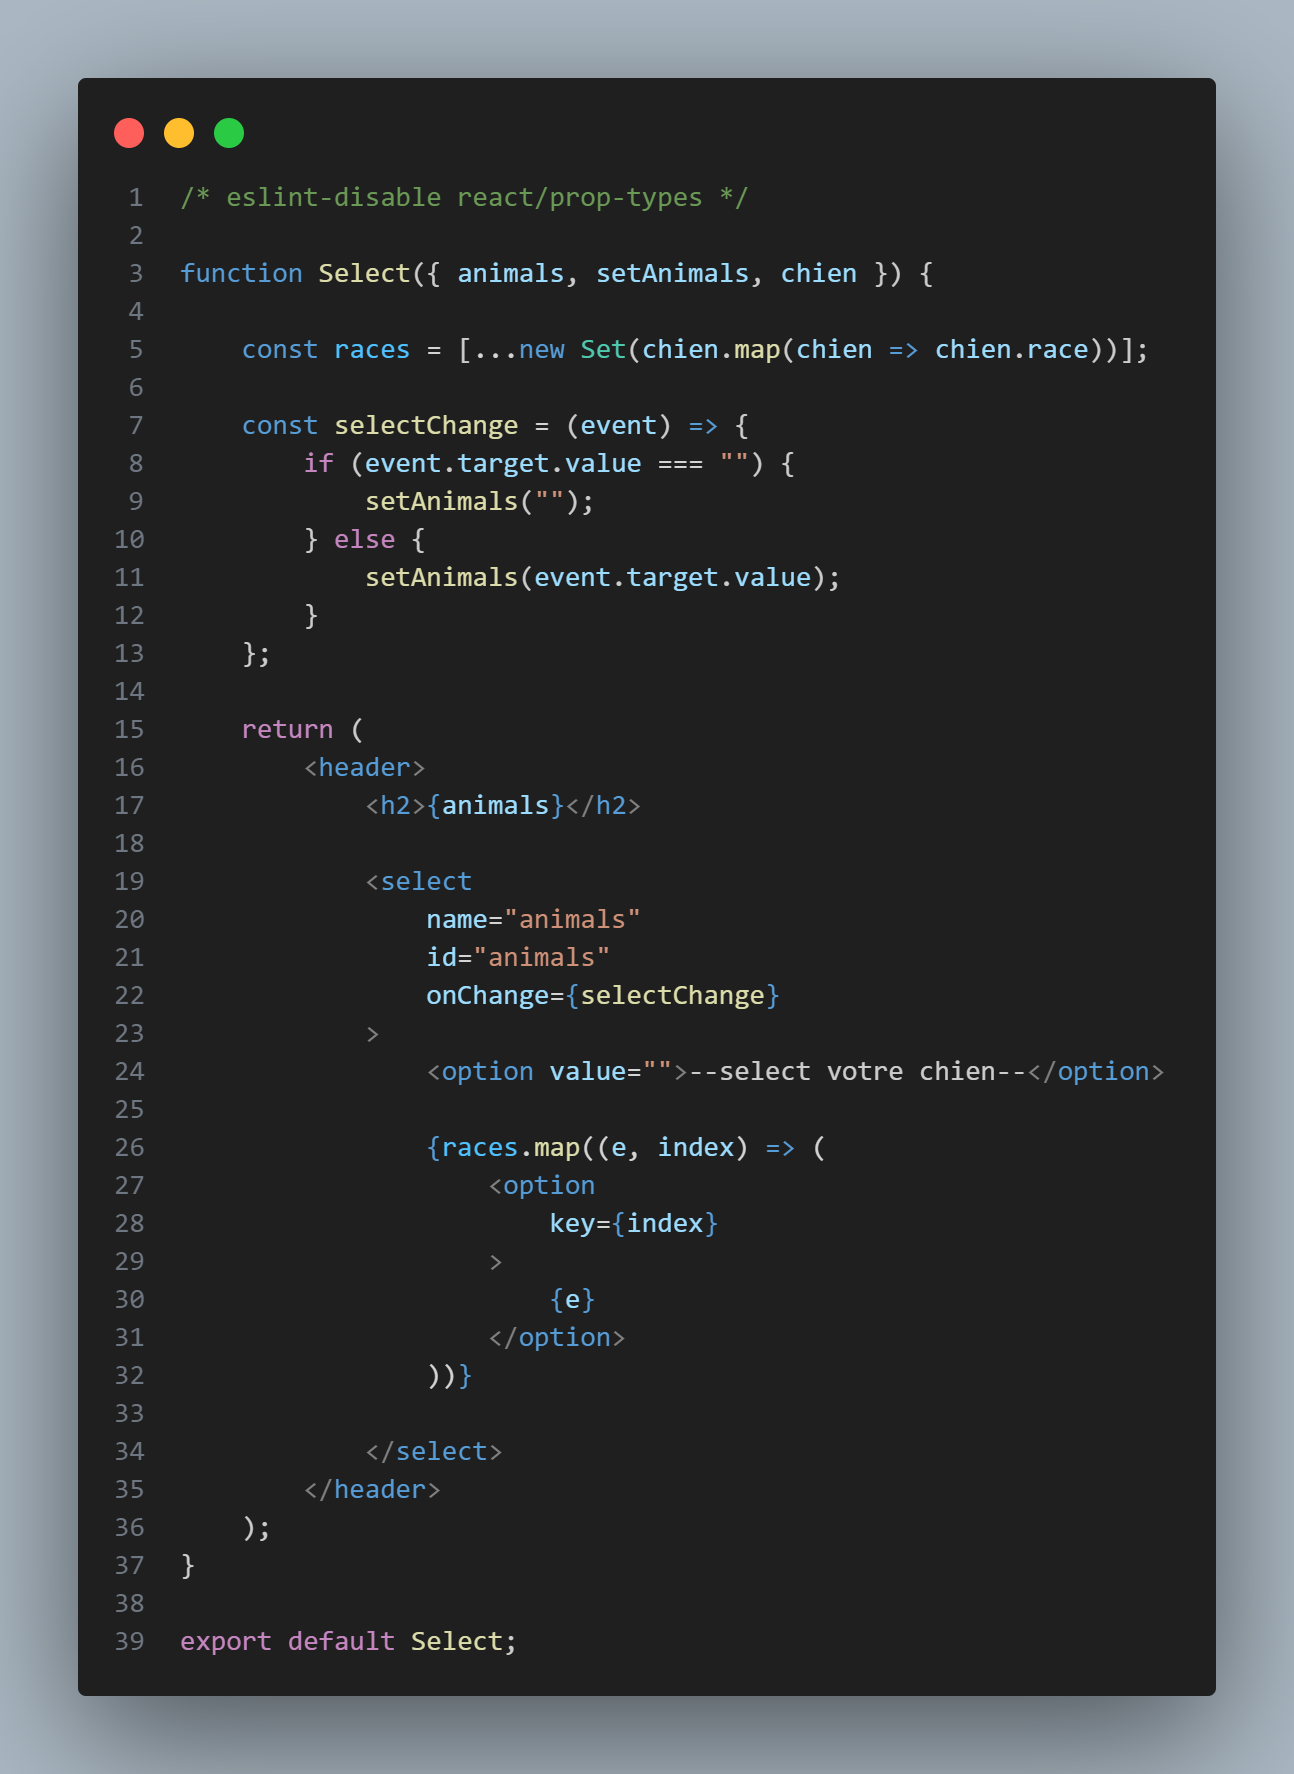 1 /* eslint-disable react/prop-types */
2
3 function Select({ animals, setAnimals, chien }) {
4
5     const races = [...new Set(chien.map(chien => chien.race))];
6
7     const selectChange = (event) => {
8         if (event.target.value === "") {
9             setAnimals("");
10         } else {
11             setAnimals(event.target.value);
12         }
13     };
14
15     return (
16         <header>
17             <h2>{animals}</h2>
18
19             <select
20                 name="animals"
21                 id="animals"
22                 onChange={selectChange}
23             >
24                 <option value="">--select votre chien--</option>
25
26                 {races.map((e, index) => (
27                     <option
28                         key={index}
29                     >
30                         {e}
31                     </option>
32                 ))}
33
34             </select>
35         </header>
36     );
37 }
38
39 export default Select;